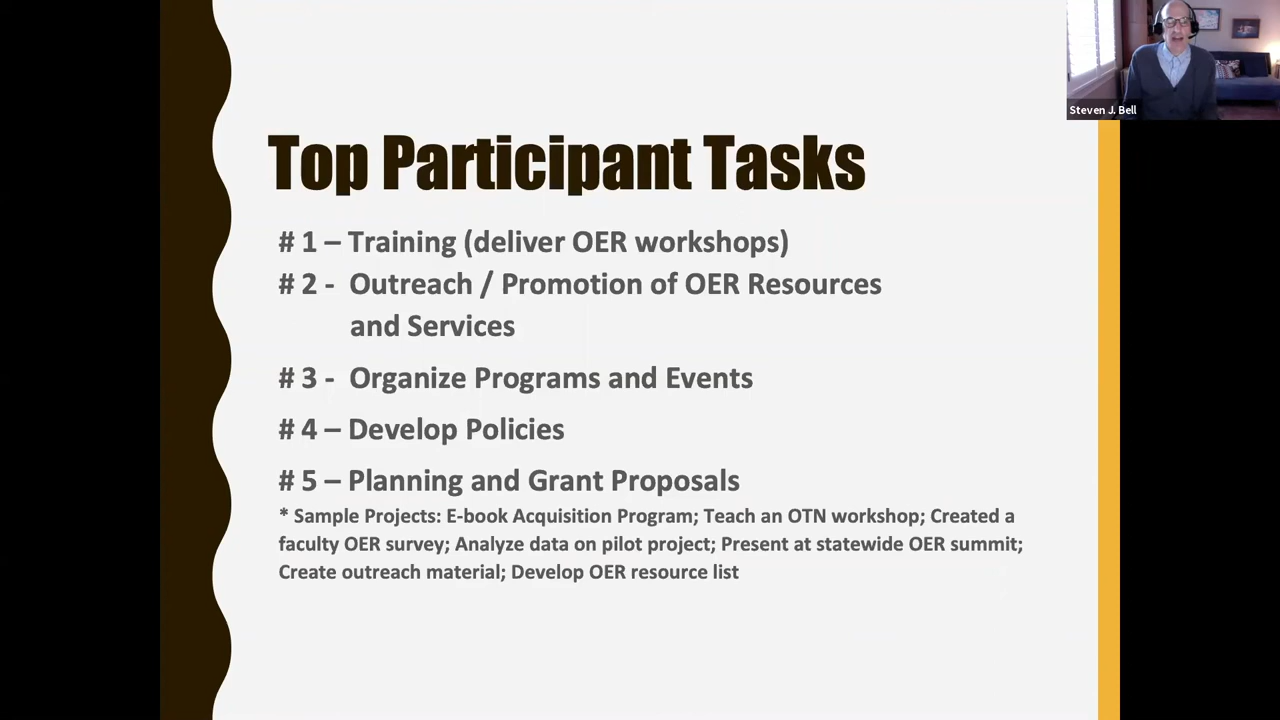 Steven J. Bell
Top Participant Tasks
# 1 – Training (deliver OER workshops)
# 2 - Outreach / Promotion of OER Resources
and Services
# 3 - Organize Programs and Events
# 4 – Develop Policies
# 5 – Planning and Grant Proposals
* Sample Projects: E-book Acquisition Program; Teach an OTN workshop; Created a
faculty OER survey; Analyze data on pilot project; Present at statewide OER summit;
Create outreach material; Develop OER resource list